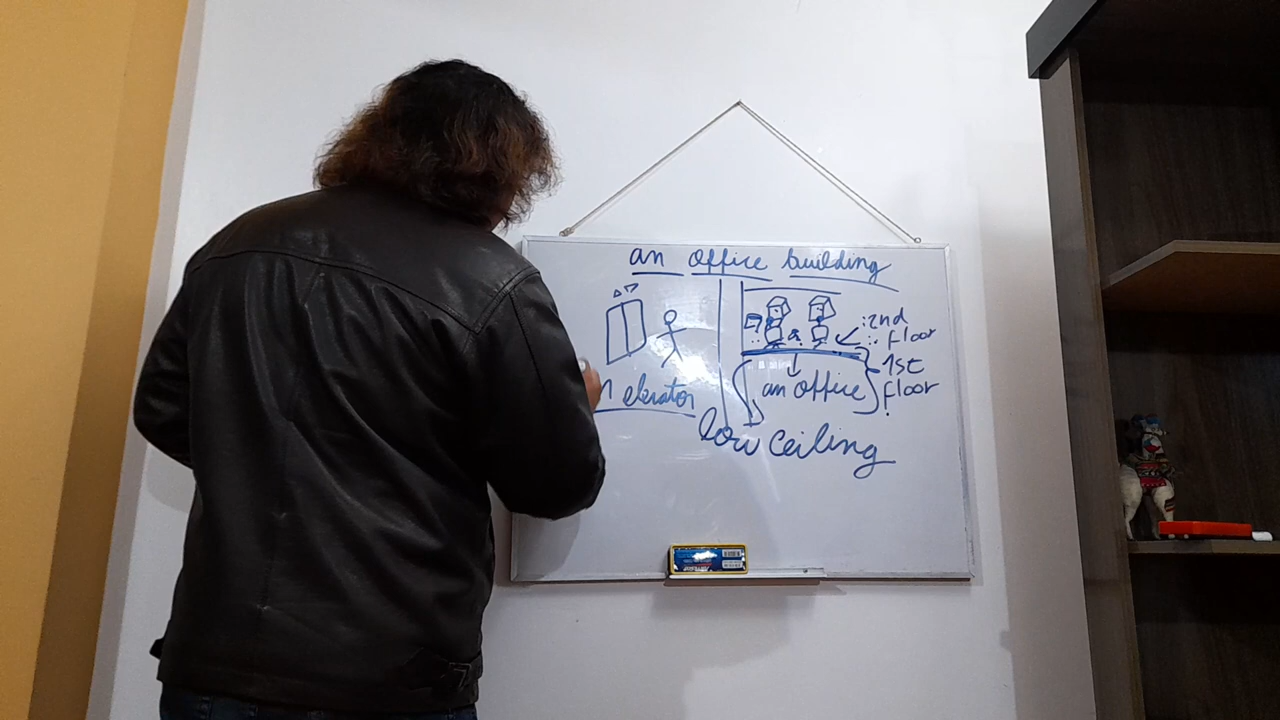 an office building
:2nd
floor
1st
floor
an office
n elevator
low ceiling